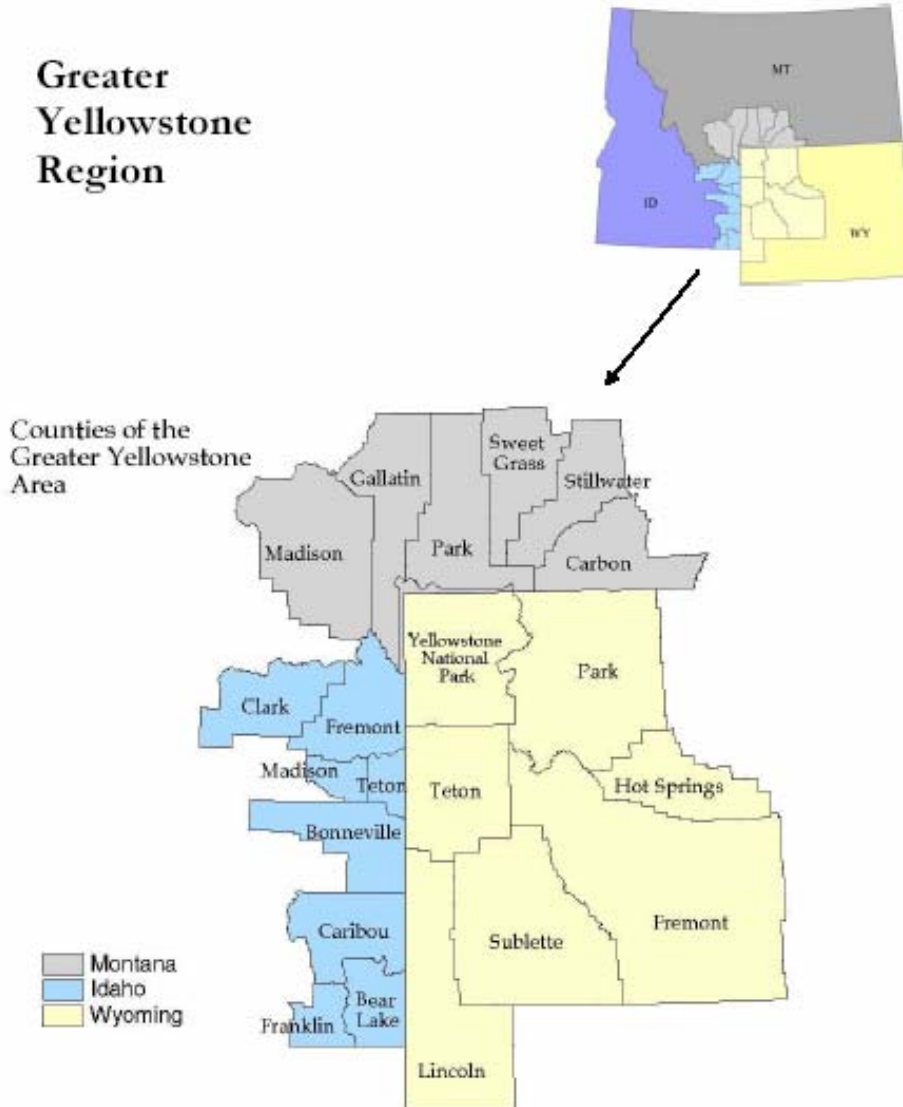 Greater
Yellowstone
Region
MT
ID
WY
Counties of the
Greater Yellowstone
Area
Sweet
Grass
Gallatin
Stillwater
Madison
Park
Carbon
Yellowstone
National
Park
Park
Clark
Fremont
Madison
Teton
Teton
Hot Springs
Bonneville
Caribou
Sublette
Fremont
Montana
Idaho
Wyoming
Bear
Lake
Franklin
Lincoln